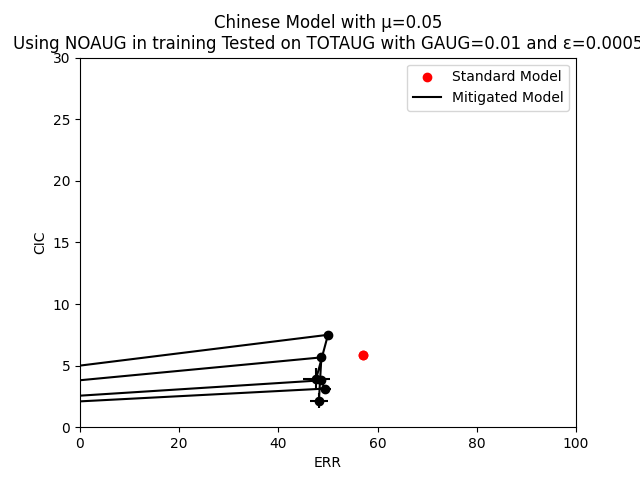 Chinese Model with μ=0.05
Using NOAUG in training Tested on TOTAUG with GAUG=0.01 and ε=0.0005
30
25
20
15
10
5
0
CIC
Standard Model
Mitigated Model
0 20 40 60 80 100
ERR